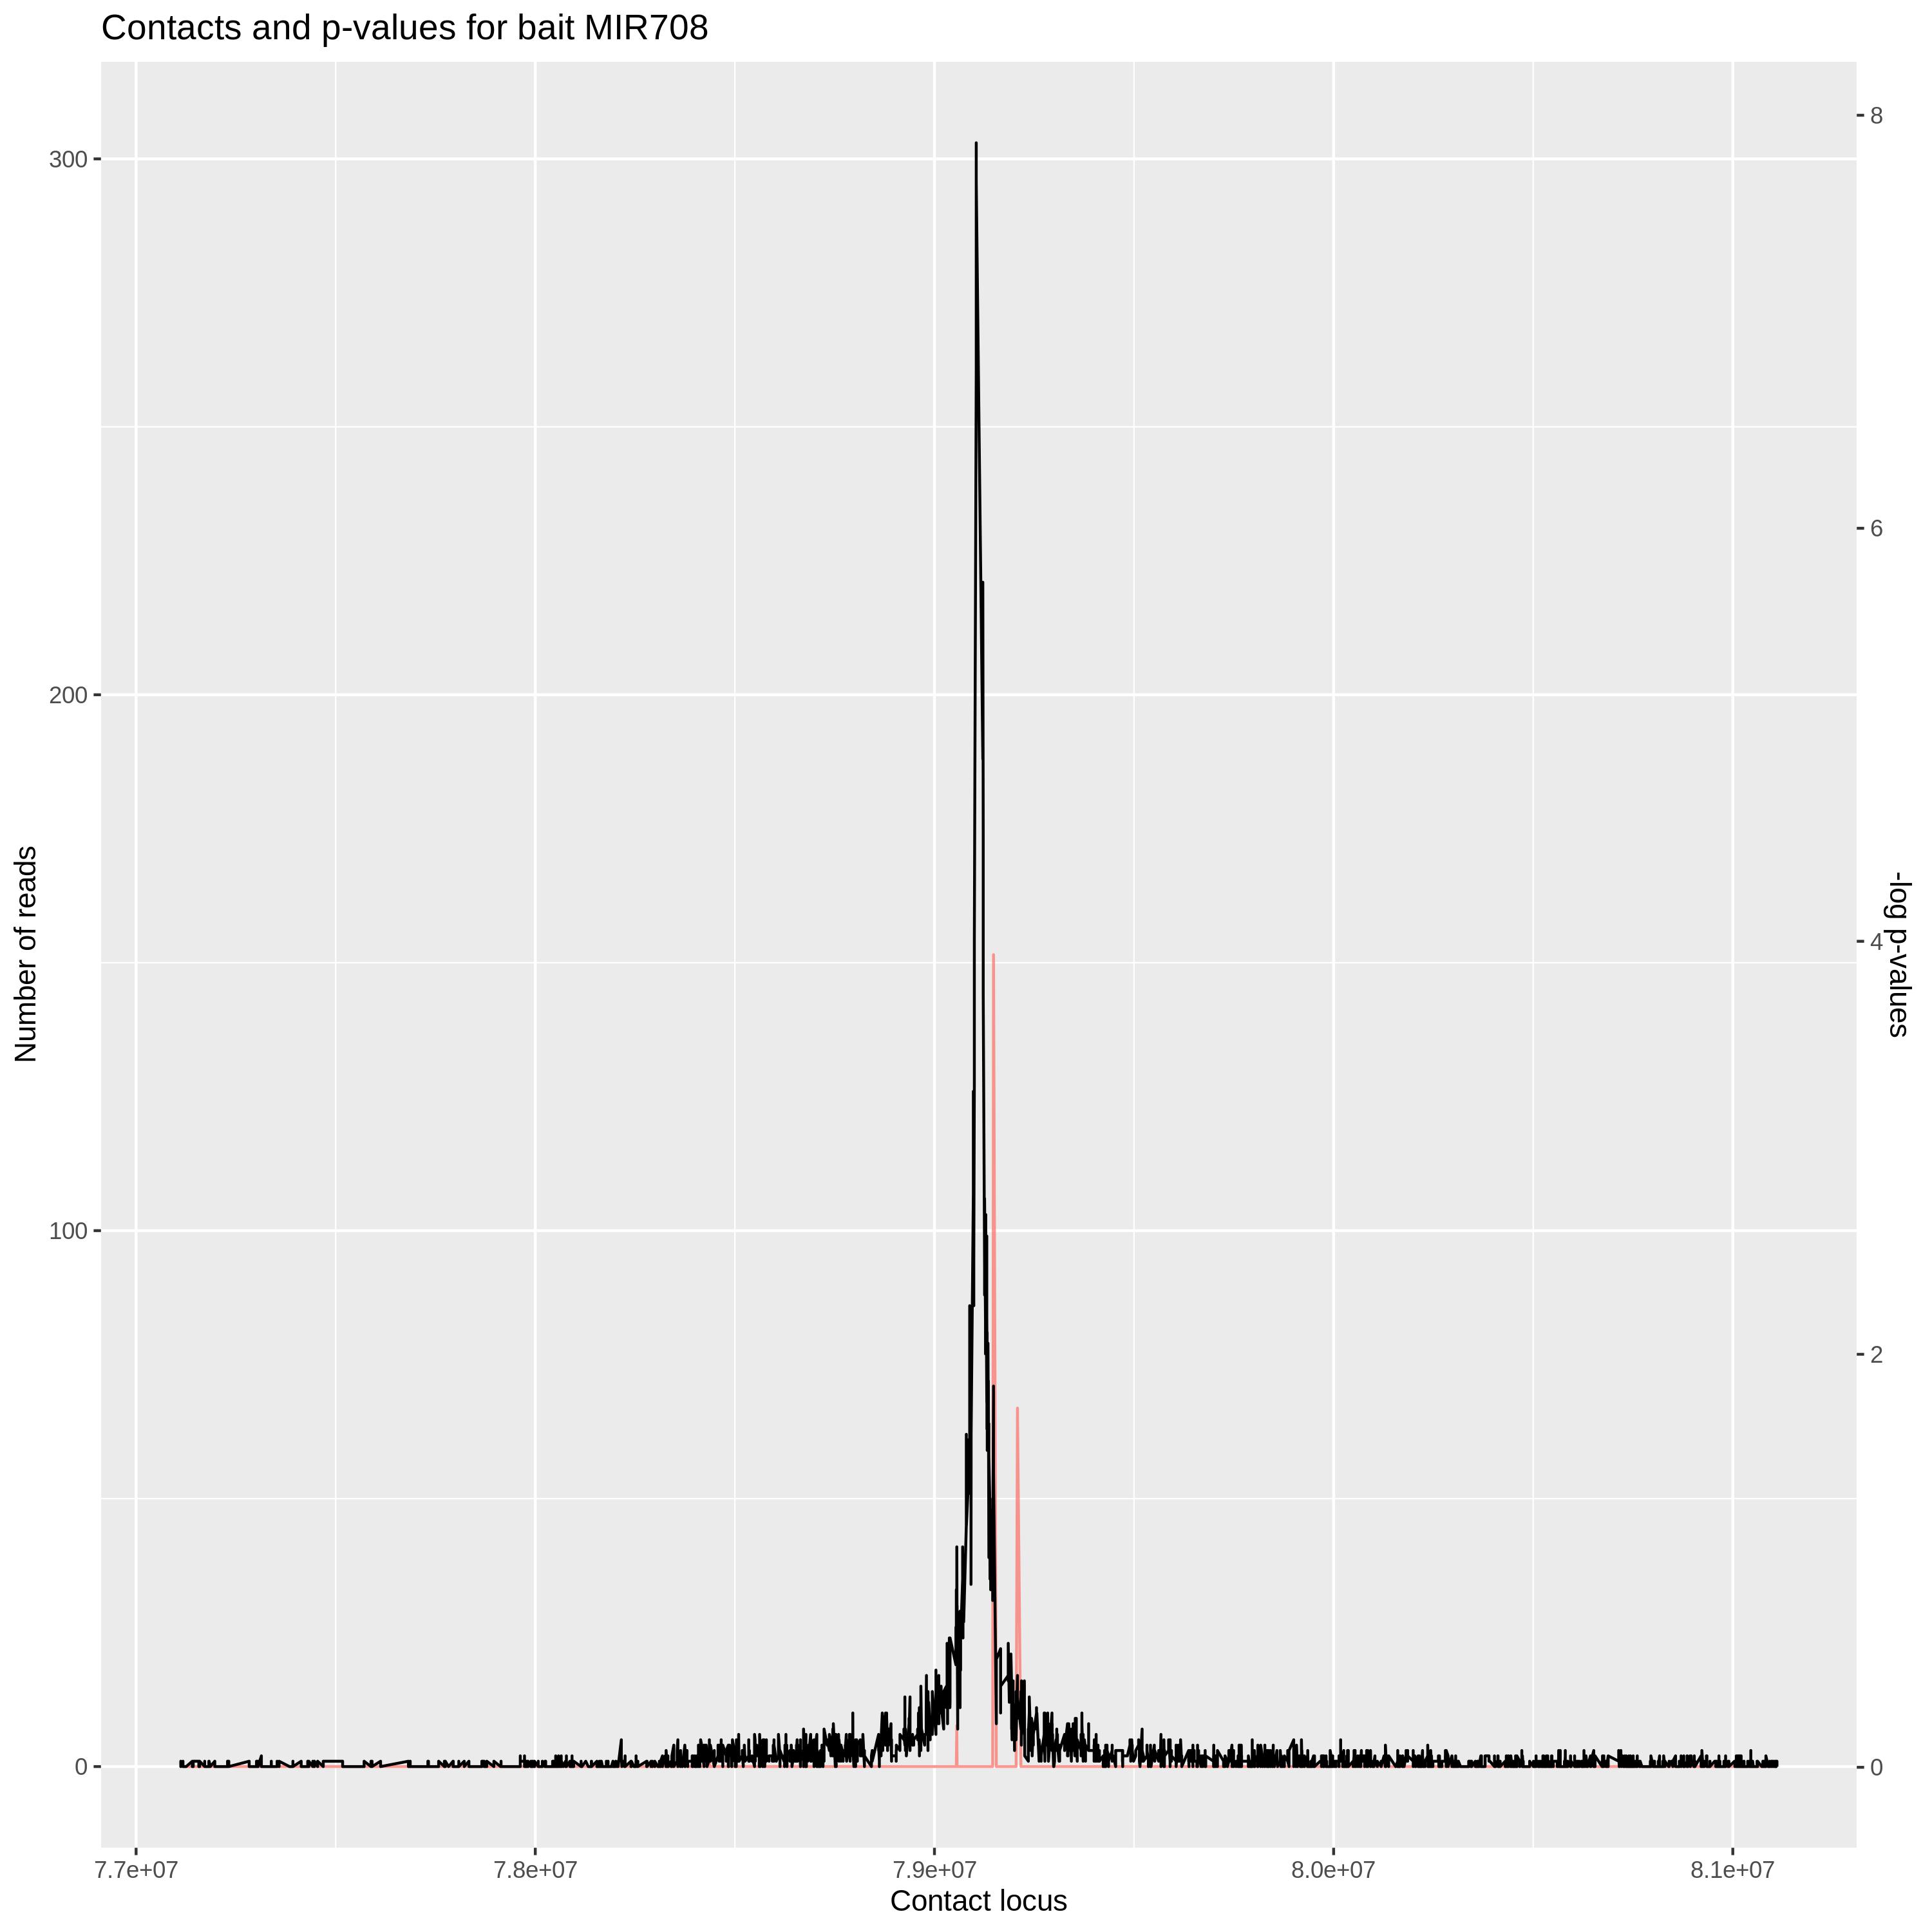 Contacts and p-values for bait MIR708
300
200
100
0
Number of reads
8
6
4
2
0
-log p-values
7.7e+07
7.8e+07
7.9e+07
8.0e+07
8.1e+07
Contact locus